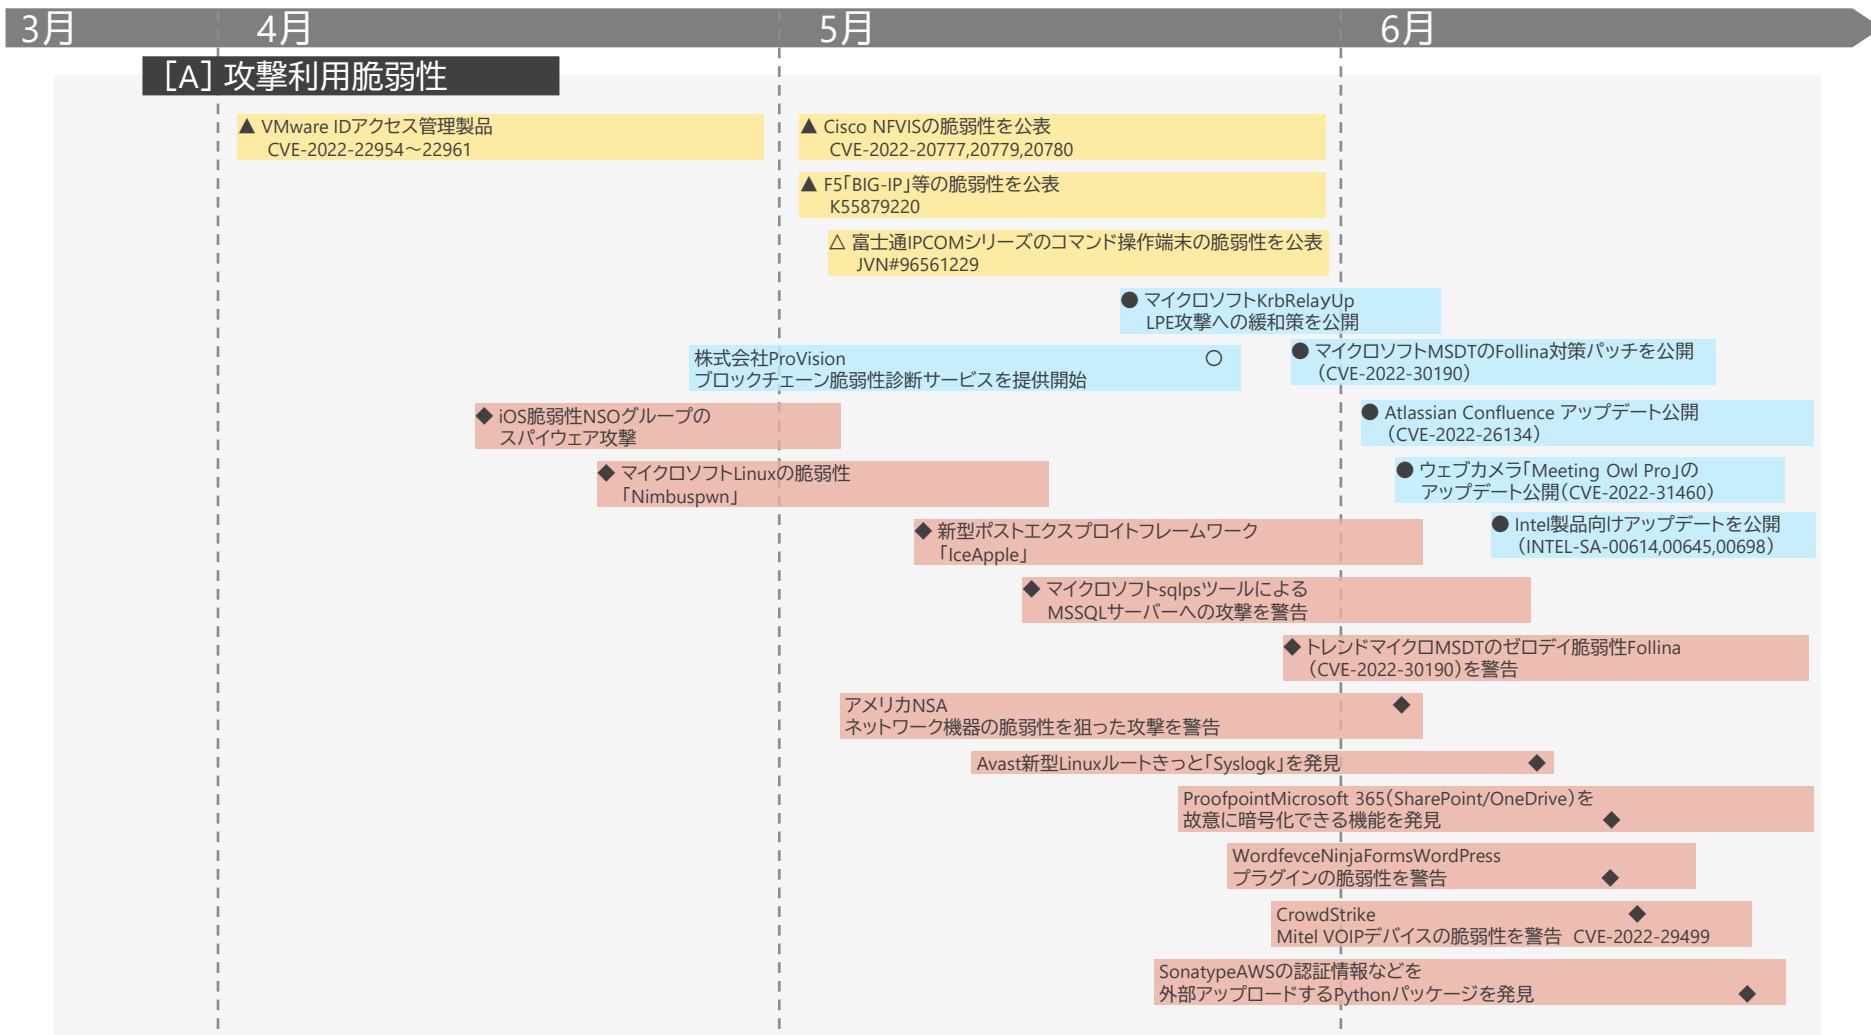 3月 4月 5月 6月
[A] 攻撃利用脆弱性
▲ VMware IDアクセス管理製品
CVE-2022-22954～22961
▲ Cisco NFVISの脆弱性を公表
CVE-2022-20777,20779,20780
▲ F5「BIG-IP」等の脆弱性を公表
K55879220
△ 富士通IPCOMシリーズのコマンド操作端末の脆弱性を公表
JVN#96561229
● マイクロソフトKrbRelayUp
LPE攻撃への緩和策を公開
株式会社ProVision ○
ブロックチェーン脆弱性診断サービスを提供開始
● マイクロソフトMSDTのFollina対策パッチを公開
（CVE-2022-30190）
◆ iOS脆弱性NSOグループの
スパイウェア攻撃
● Atlassian Confluence アップデート公開
（CVE-2022-26134）
◆ マイクロソフトLinuxの脆弱性
「Nimbuspwn」
● ウェブカメラ「Meeting Owl Pro」の
アップデート公開（CVE-2022-31460）
◆ 新型ポストエクスプロイトフレームワーク
「IceApple」
● Intel製品向けアップデートを公開
（INTEL-SA-00614,00645,00698）
◆ マイクロソフトsqlpsツールによる
MSSQLサーバーへの攻撃を警告
◆ トレンドマイクロMSDTのゼロデイ脆弱性Follina
（CVE-2022-30190）を警告
アメリカNSA ◆
ネットワーク機器の脆弱性を狙った攻撃を警告
Avast新型Linuxルートきっと「Syslogk」を発見 ◆
ProofpointMicrosoft 365（SharePoint/OneDrive）を
故意に暗号化できる機能を発見 ◆
WordfevceNinjaFormsWordPress
プラグインの脆弱性を警告 ◆
CrowdStrike ◆
Mitel VOIPデバイスの脆弱性を警告 CVE-2022-29499
SonatypeAWSの認証情報などを
外部アップロードするPythonパッケージを発見 ◆